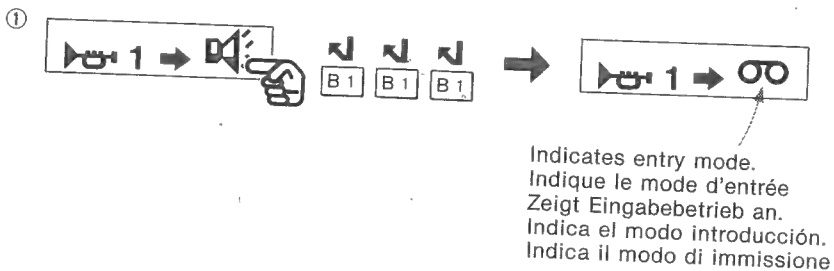 ①
1
B 1 B 1 B 1
1
Indicates entry mode.
Indique le mode d'entrée
Zeigt Eingabebetrieb an.
Indica el modo introducción.
Indica il modo di immissione